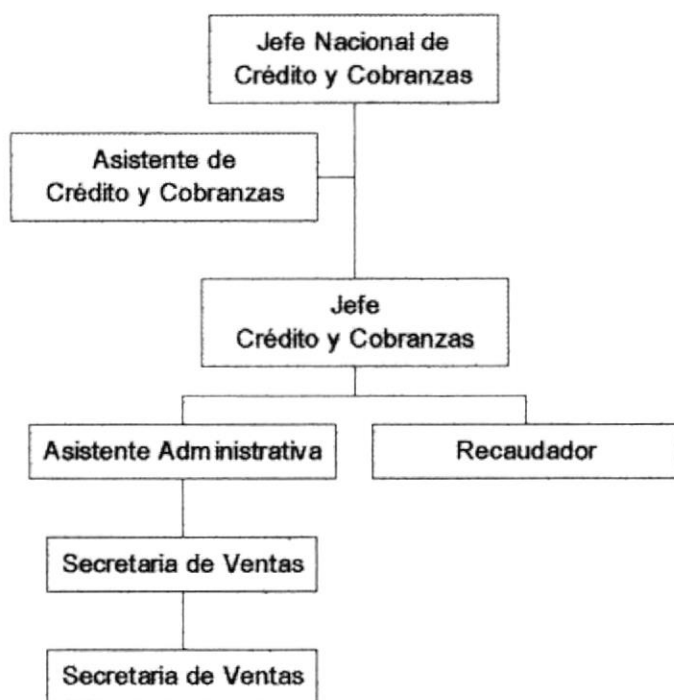 Jefe Nacional de
Crédito y Cobranzas
Asistente de
Crédito y Cobranzas
Jefe
Crédito y Cobranzas
Asistente Administrativa
Recaudador
Secretaria de Ventas
Secretaria de Ventas